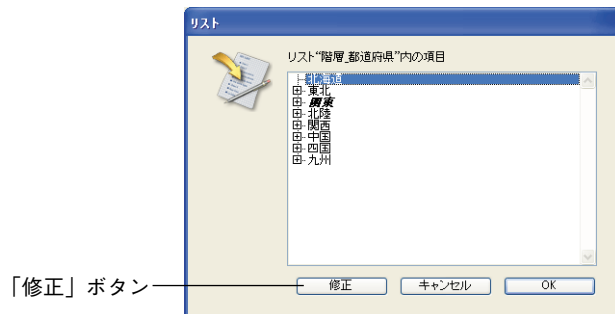 リスト
リスト“階層_都道府県”内の項目
北海道
東北
関東
北陸
関西
中国
四国
九州
「修正」ボタン
修正 キャンセル OK